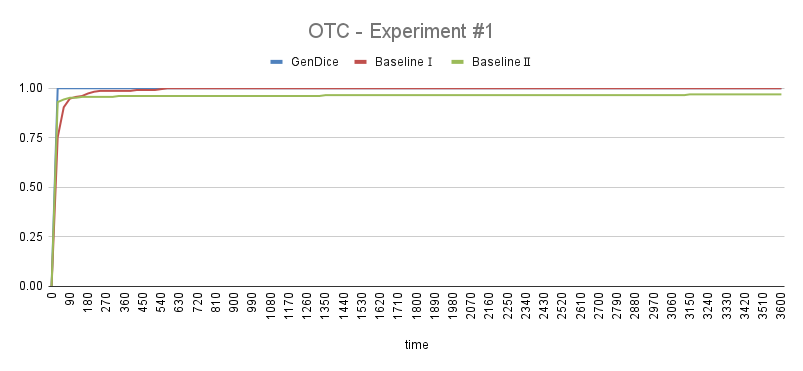 OTC - Experiment #1
GenDice Baseline I Baseline II
1.00
0.75
0.50
0.25
0.00
0 90 180 270 360 450 540 630 720 810 900 990 1080 1170 1260 1350 1440 1530 1620 1710 1800 1890 1980 2070 2160 2250 2340 2430 2520 2610 2700 2790 2880 2970 3060 3150 3240 3330 3420 3510 3600
time